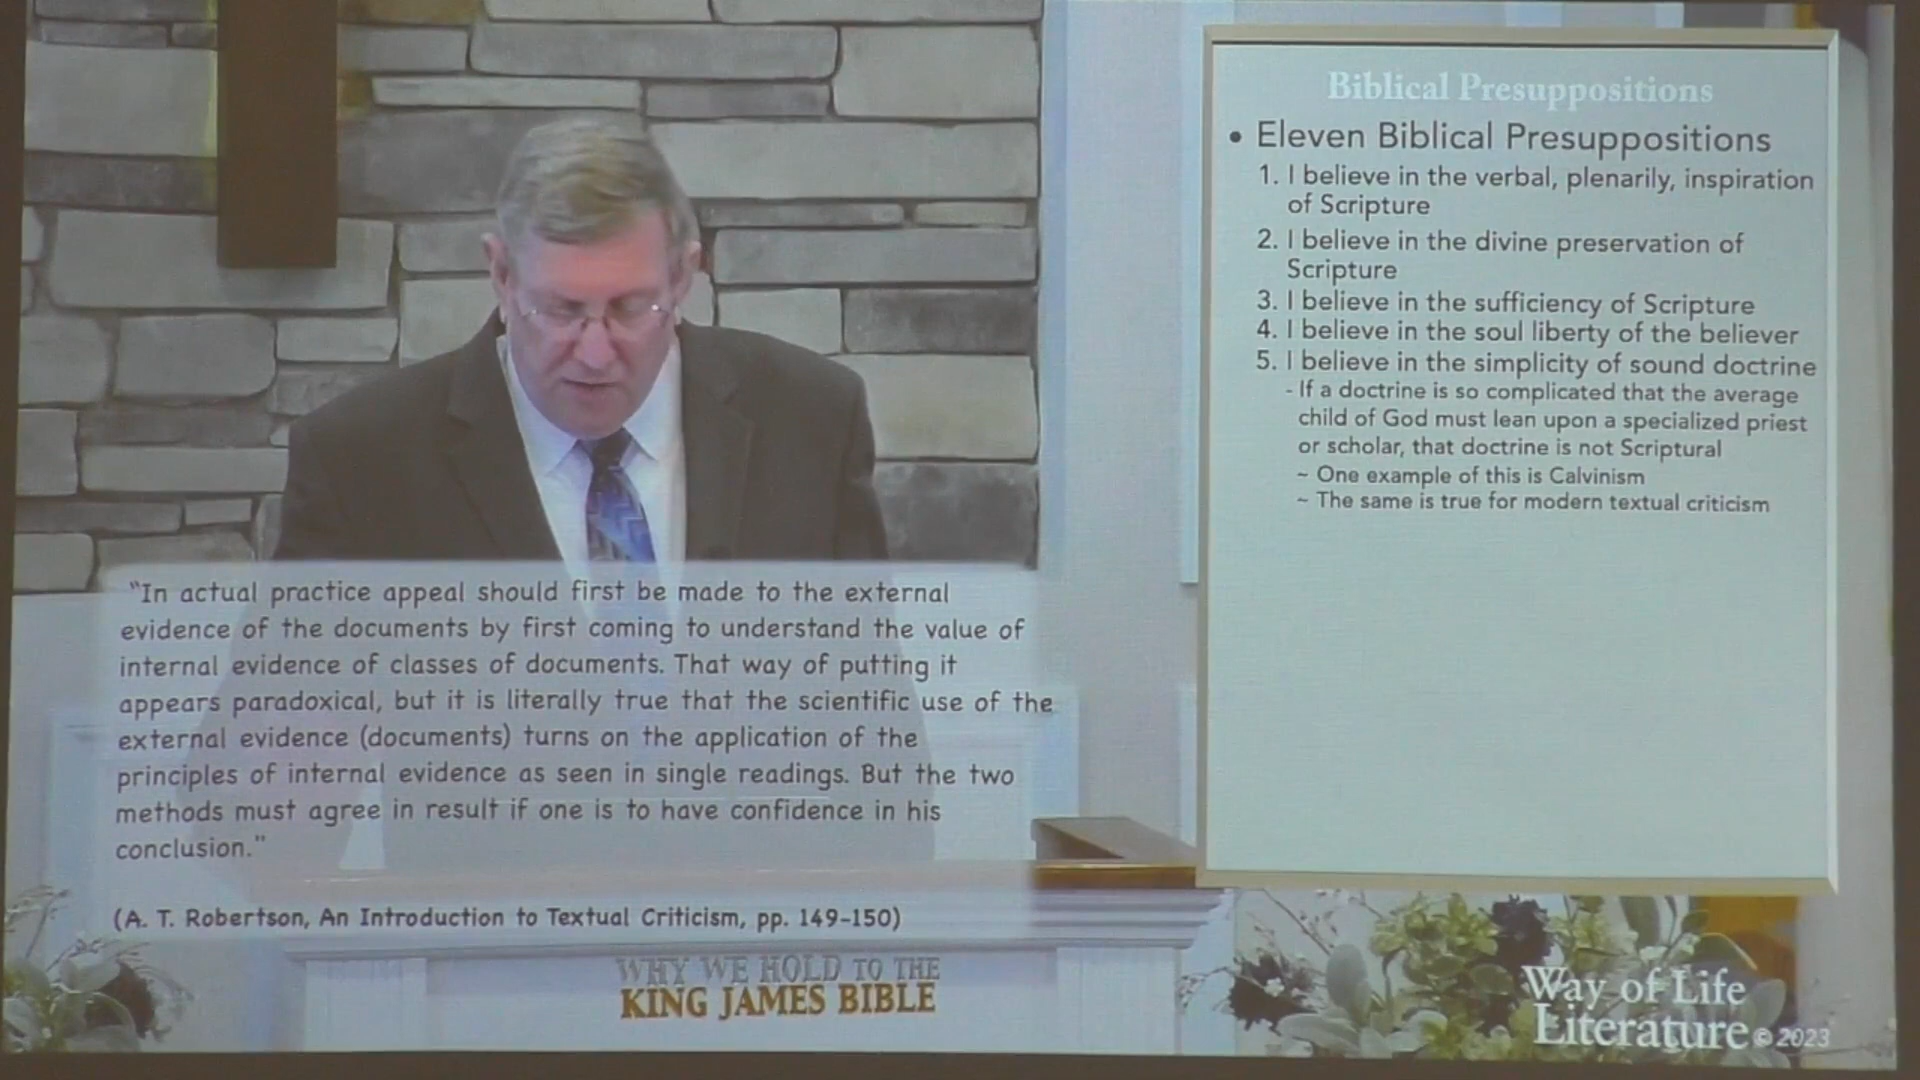 Biblical Presuppositions
• Eleven Biblical Presuppositions
1. I believe in the verbal, plenarily, inspiration
of Scripture
2. I believe in the divine preservation of
Scripture
3. I believe in the sufficiency of Scripture
4. I believe in the soul liberty of the believer
5. I believe in the simplicity of sound doctrine
- If a doctrine is so complicated that the average
child of God must lean upon a specialized priest
or scholar, that doctrine is not Scriptural
~ One example of this is Calvinism
~ The same is true for modern textual criticism
"In actual practice appeal should first be made to the external
evidence of the documents by first coming to understand the value of
internal evidence of classes of documents. That way of putting it
appears paradoxical, but it is literally true that the scientific use of the
external evidence (documents) turns on the application of the
principles of internal evidence as seen in single readings. But the two
methods must agree in result if one is to have confidence in his
conclusion."
(A. T. Robertson, An Introduction to Textual Criticism, pp. 149-150)
WHY WE HOLD TO THE
KING JAMES BIBLE
Way of Life
Literature © 2023